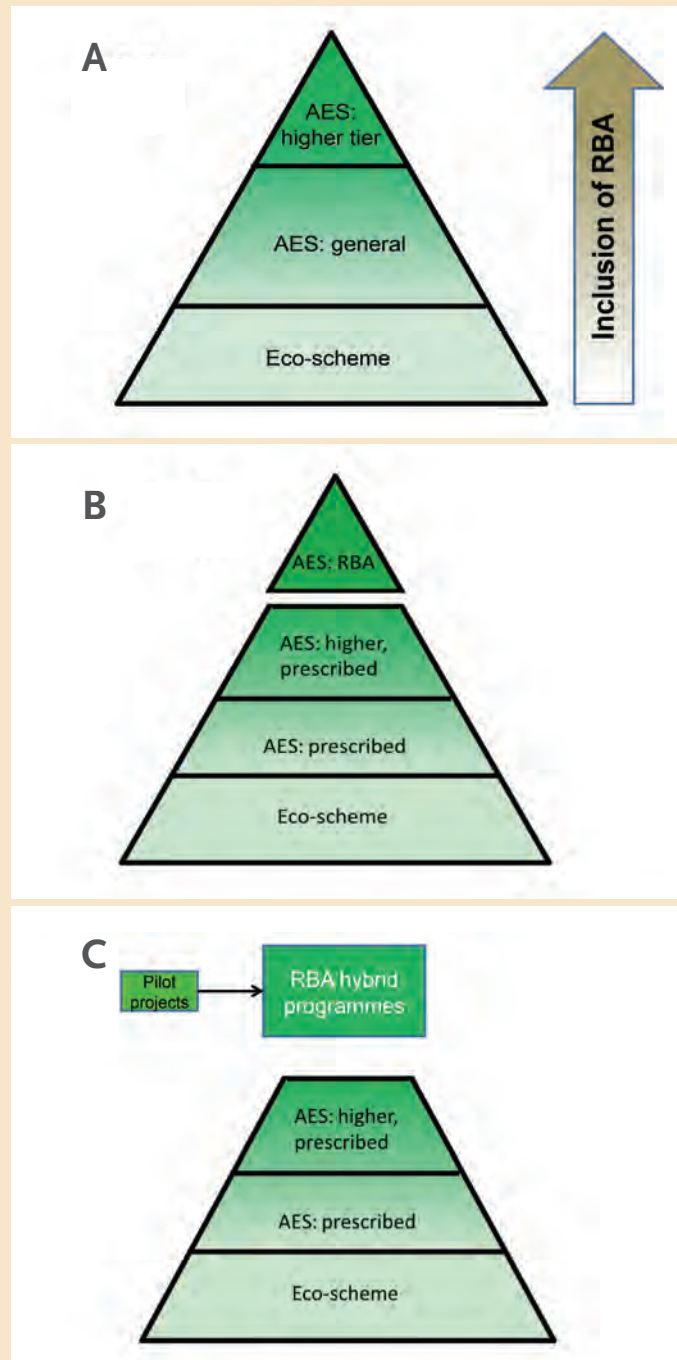 A
AES:
higher tier
AES: general
Eco-scheme
Inclusion of RBA
B
AES: RBA
AES: higher,
prescribed
AES: prescribed
Eco-scheme
C
Pilot
projects
RBA hybrid
programmes
AES: higher,
prescribed
AES: prescribed
Eco-scheme